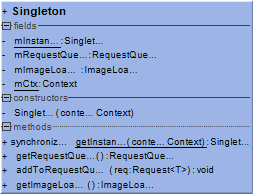 + Singleton
fields
- mInstan... :Singlet...
- mRequestQue... :RequestQue...
- mImageLoa... :ImageLoa...
- mCtx:Context
constructors
- Singlet... (conte... Context)
methods
+ synchroniz... getInstan... (conte... Context):Singlet...
+ getRequestQue... ():RequestQue...
+ addToRequestQu... (req:Request<T>):void
+ getImageLoa... ():ImageLoa...